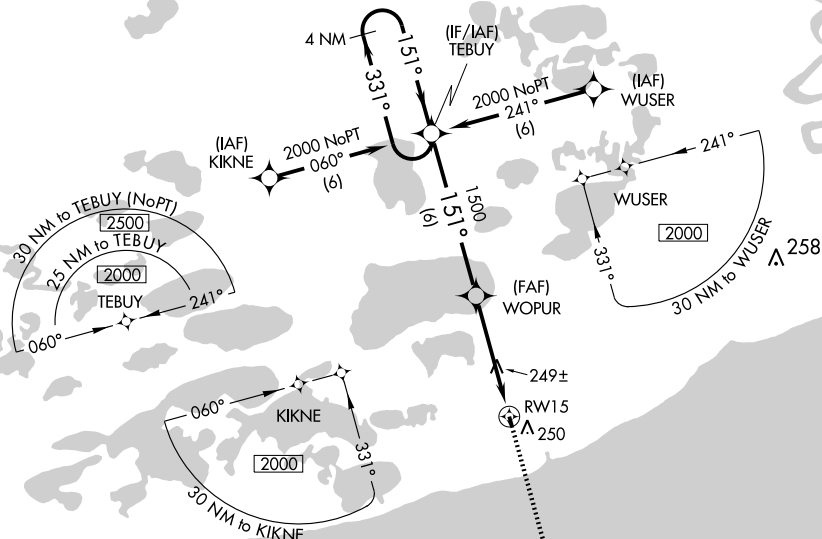 4 NM
151°
331°
(IF/IAF)
TEBUY
(IAF)
WUSER
2000 NoPT
241°
(6)
(IAF)
KIKNE
2000 NoPT
060°
(6)
1500
151°
(6)
30 NM to TEBUY (NoPT)
2500
25 NM to TEBUY
2000
TEBUY
060°
241°
241°
WUSER
2000
331°
30 NM to WUSER
258
(FAF)
WOPUR
249±
RW15
250
060°
KIKNE
331°
2000
30 NM to KIKNE